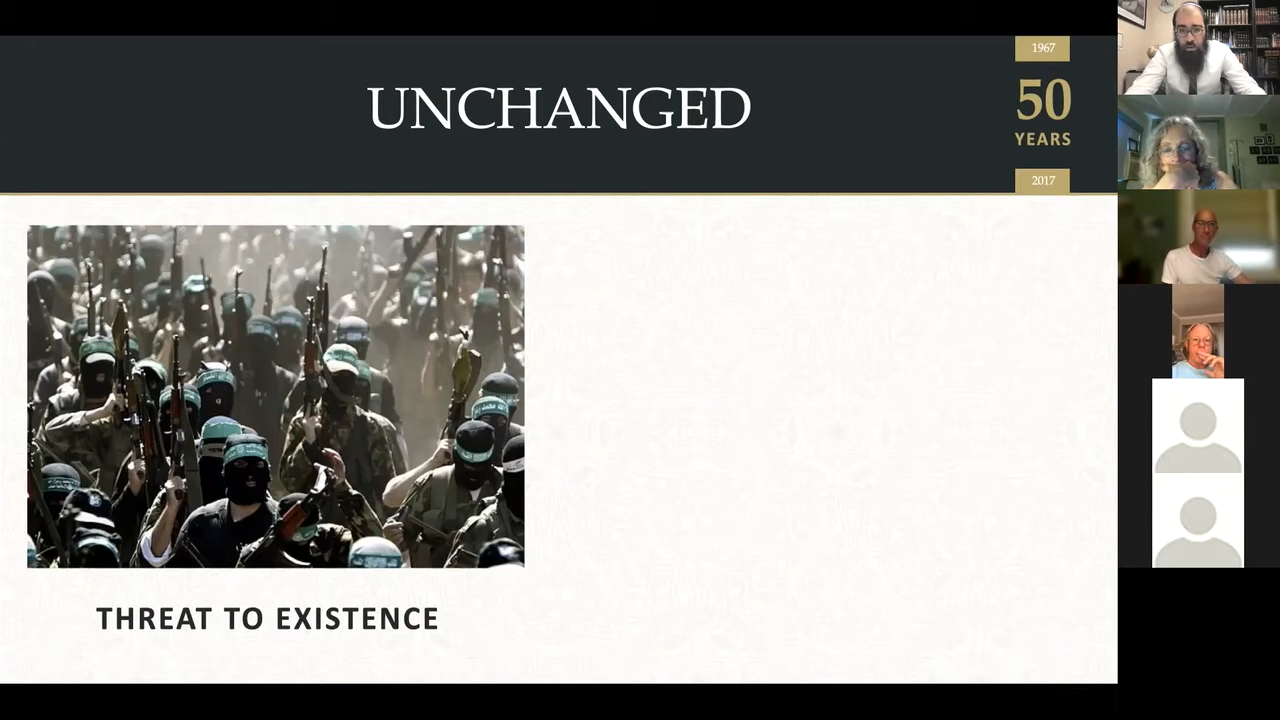 UNCHANGED
1967
50
YEARS
2017
THREAT TO EXISTENCE